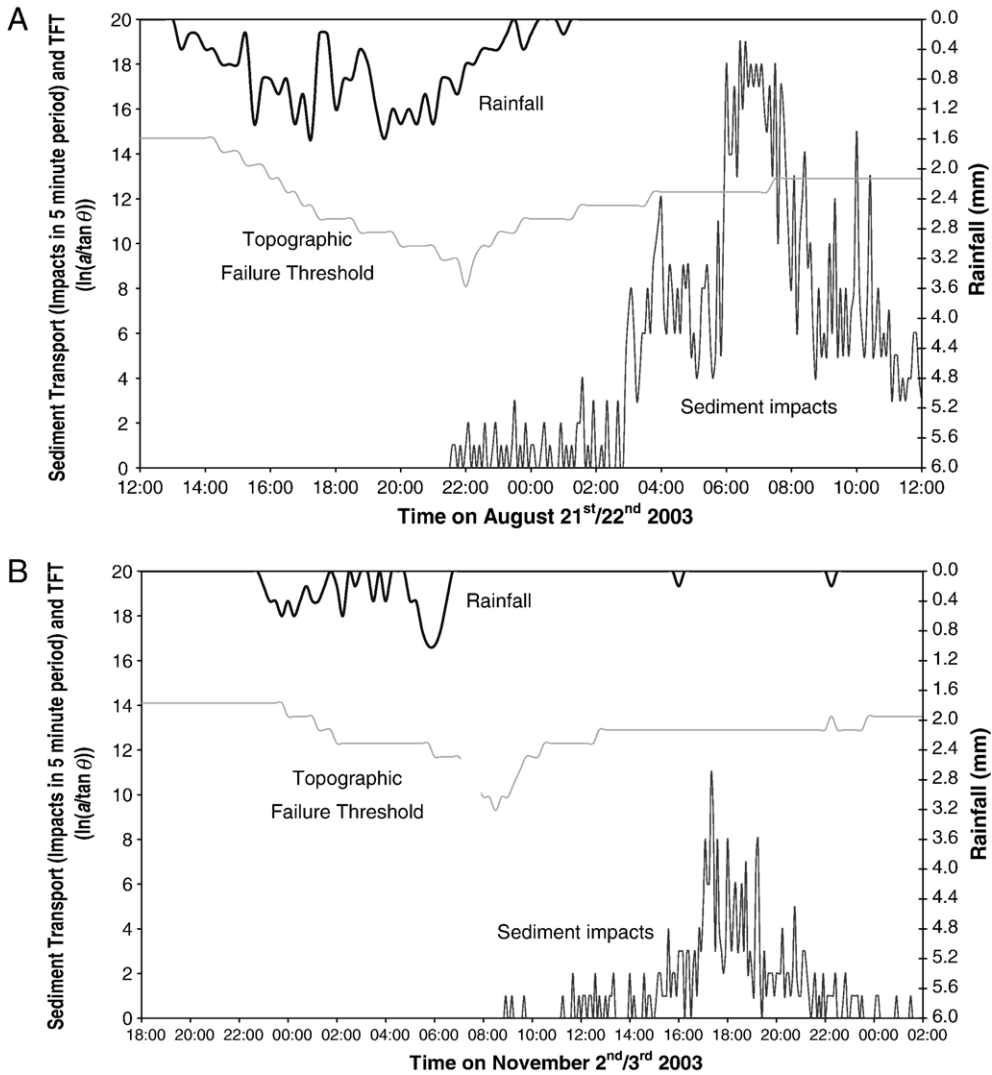 A
Sediment Transport (Impacts in 5 minute period) and TFT
(ln(a/tan θ))
20
18
16
14
12
10
8
6
4
2
0
Rainfall
Topographic
Failure Threshold
Sediment impacts
0.0
0.4
0.8
1.2
1.6
2.0
2.4
2.8
3.2
3.6
4.0
4.4
4.8
5.2
5.6
6.0
Rainfall (mm)
12:00 14:00 16:00 18:00 20:00 22:00 00:00 02:00 04:00 06:00 08:00 10:00 12:00
Time on August 21st/22nd 2003
B
Sediment Transport (Impacts in 5 minute period) and TFT
(ln(a/tan θ))
20
18
16
14
12
10
8
6
4
2
0
Rainfall
Topographic
Failure Threshold
Sediment impacts
0.0
0.4
0.8
1.2
1.6
2.0
2.4
2.8
3.2
3.6
4.0
4.4
4.8
5.2
5.6
6.0
Rainfall (mm)
18:00 20:00 22:00 00:00 02:00 04:00 06:00 08:00 10:00 12:00 14:00 16:00 18:00 20:00 22:00 00:00 02:00
Time on November 2nd/3rd 2003